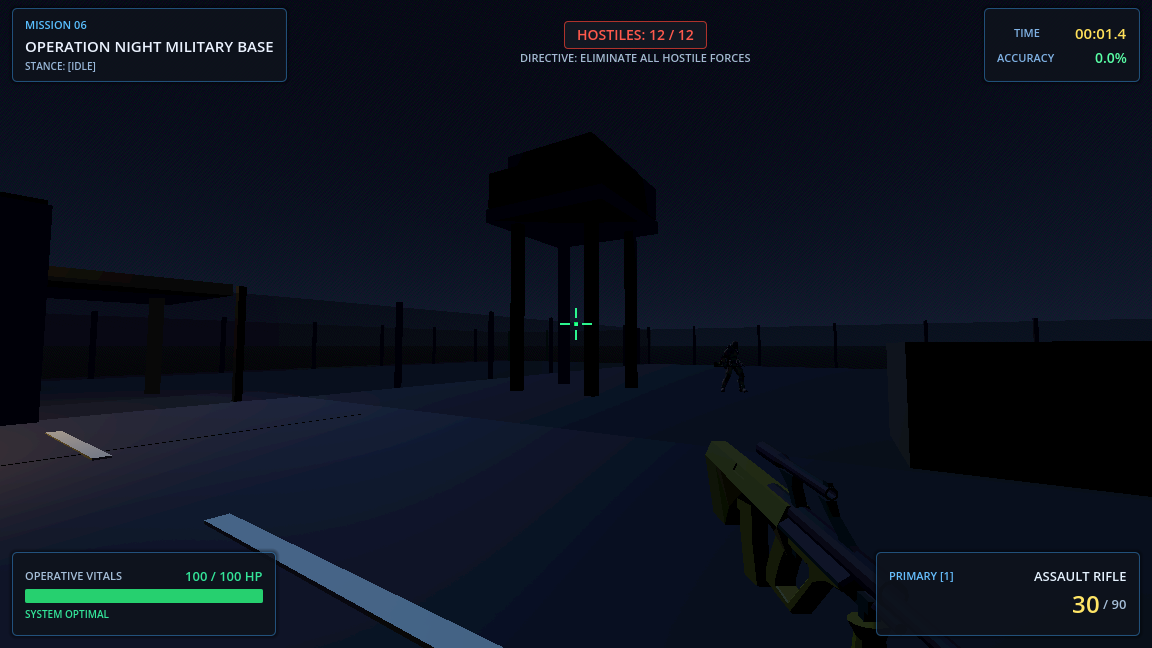 MISSION 06
OPERATION NIGHT MILITARY BASE
STANCE: [IDLE]
HOSTILES: 12 / 12
DIRECTIVE: ELIMINATE ALL HOSTILE FORCES
TIME 00:01.4
ACCURACY 0.0%
OPERATIVE VITALS 100 / 100 HP
SYSTEM OPTIMAL
PRIMARY [1] ASSAULT RIFLE
30 / 90